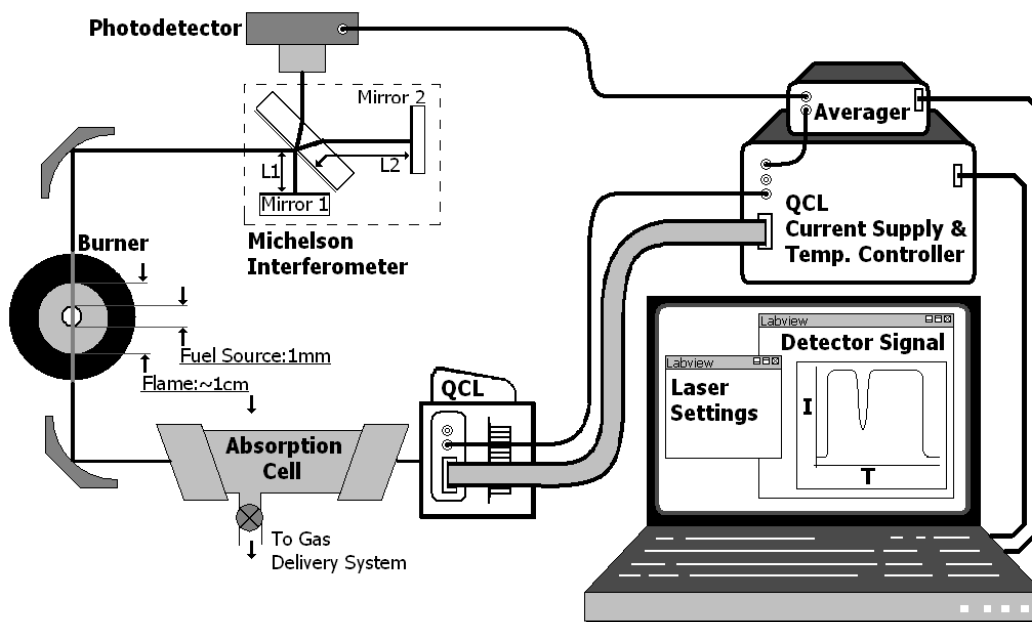 Photodetector
Mirror 2
L1
L2
Mirror 1
Michelson
Interferometer
Averager
QCL
Current Supply &
Temp. Controller
Burner
Fuel Source:1mm
Flame:~1cm
QCL
Absorption
Cell
To Gas
Delivery System
Labview
Detector Signal
Labview
Laser
Settings
I
T